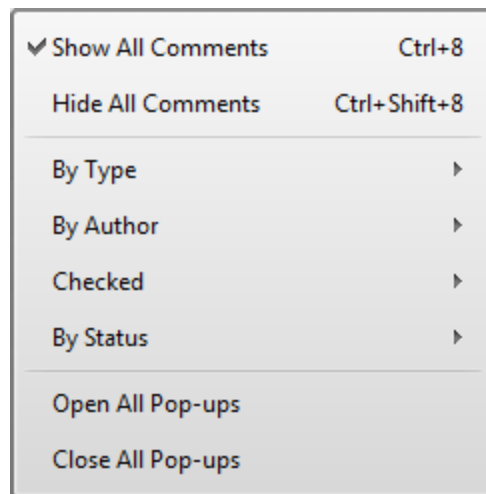 Show All Comments Ctrl+8
Hide All Comments Ctrl+Shift+8
By Type
By Author
Checked
By Status
Open All Pop-ups
Close All Pop-ups